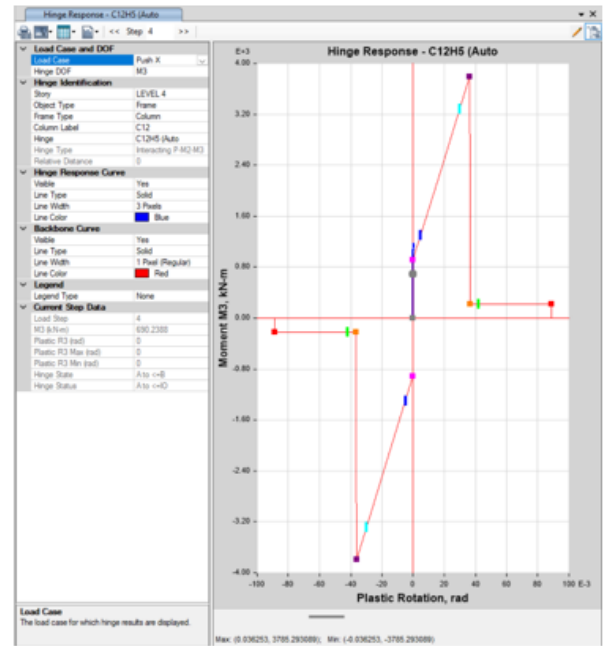 Hinge Response - C12H5 (Auto
<< Step 4 >>
Load Case and DOF
Load Case Push X
Hinge DOF M3
Hinge Identification
Story LEVEL 4
Object Type Frame
Frame Type Column
Column Label C12
Hinge C12H5 (Auto
Hinge Type Interacting P-M2-M3
Relative Distance 0
Hinge Response Curve
Visible Yes
Line Type Solid
Line Width 3 Pixels
Line Color Blue
Backbone Curve
Visible Yes
Line Type Solid
Line Width 1 Pixel (Regular)
Line Color Red
Legend
Legend Type None
Current Step Data
Load Step 4
M3 (kN-m) 690.2388
Plastic R3 (rad) 0
Plastic R3 Max (rad) 0
Plastic R3 Min (rad) 0
Hinge State A to <=B
Hinge Status A to <=IO
Load Case
The load case for which hinge results are displayed.
Hinge Response - C12H5 (Auto
E+3
4.00
3.20
2.40
1.60
0.80
0.00
-0.80
-1.60
-2.40
-3.20
-4.00
Moment M3, kN-m
-100 -80 -60 -40 -20 0 20 40 60 80 100 E-3
Plastic Rotation, rad
Max: (0.036253, 3785.293089); Min: (-0.036253, -3785.293089)